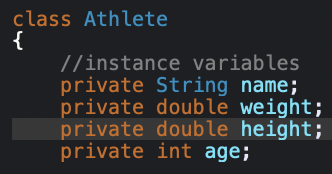 class Athlete
{
    //instance variables
    private String name;
    private double weight;
    private double height;
    private int age;